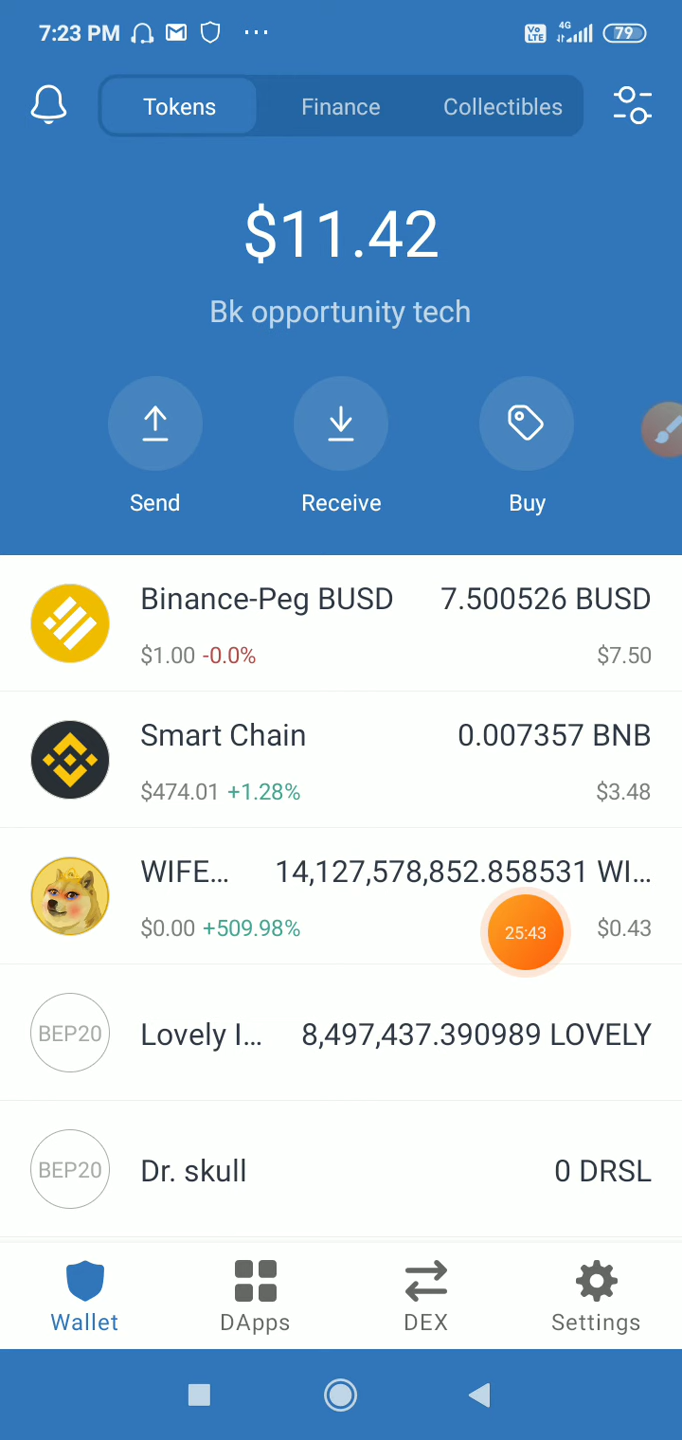 7:23 PM ... Vo LTE 4G 79
Tokens Finance Collectibles
$11.42
Bk opportunity tech
Send Receive Buy
Binance-Peg BUSD 7.500526 BUSD
$1.00 -0.0% $7.50
Smart Chain 0.007357 BNB
$474.01 +1.28% $3.48
WIFE... 14,127,578,852.858531 WI...
$0.00 +509.98% 25:43 $0.43
BEP20 Lovely I... 8,497,437.390989 LOVELY
BEP20 Dr. skull 0 DRSL
Wallet DApps DEX Settings